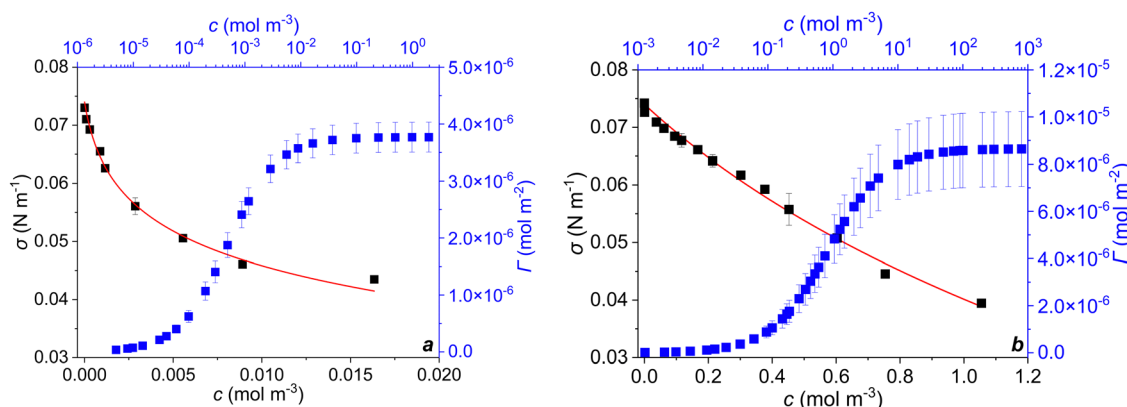 c (mol m⁻³)
10⁻⁶ 10⁻⁵ 10⁻⁴ 10⁻³ 10⁻² 10⁻¹ 10⁰
0.08
0.07
0.06
0.05
0.04
0.03
σ (N m⁻¹)
5.0×10⁻⁶
4.0×10⁻⁶
3.0×10⁻⁶
2.0×10⁻⁶
1.0×10⁻⁶
0.0
Γ (mol m⁻²)
a
0.000 0.005 0.010 0.015 0.020
c (mol m⁻³)
c (mol m⁻³)
10⁻³ 10⁻² 10⁻¹ 10⁰ 10¹ 10² 10³
0.08
0.07
0.06
0.05
0.04
0.03
σ (N m⁻¹)
1.2×10⁻⁵
1.0×10⁻⁵
8.0×10⁻⁶
6.0×10⁻⁶
4.0×10⁻⁶
2.0×10⁻⁶
0.0
Γ (mol m⁻²)
b
0.0 0.2 0.4 0.6 0.8 1.0 1.2
c (mol m⁻³)